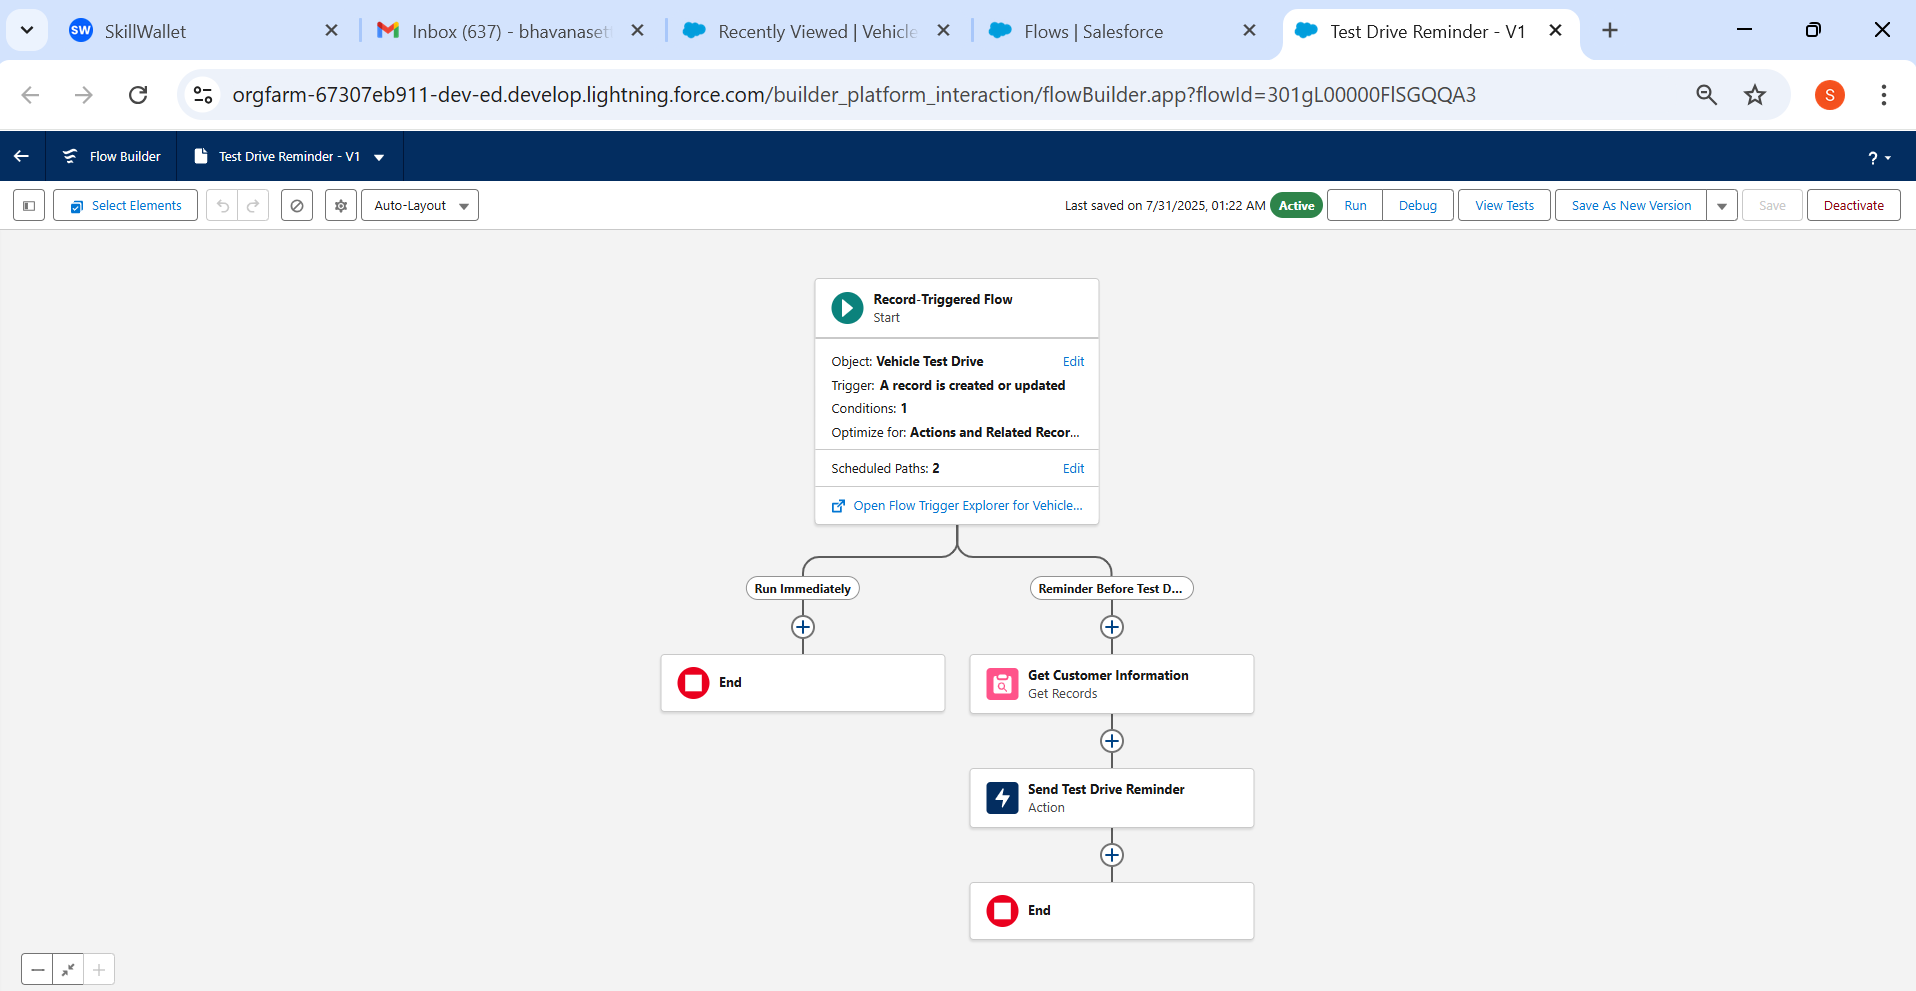 SW SkillWallet
Inbox (637) - bhavanaset
Recently Viewed | Vehicle
Flows | Salesforce
Test Drive Reminder - V1
orgfarm-67307eb911-dev-ed.develop.lightning.force.com/builder_platform_interaction/flowBuilder.app?flowId=301gL00000FlSGQQA3
S
Flow Builder
Test Drive Reminder - V1
?
Select Elements
Auto-Layout
Last saved on 7/31/2025, 01:22 AM
Active
Run
Debug
View Tests
Save As New Version
Save
Deactivate
Record-Triggered Flow
Start
Object: Vehicle Test Drive
Edit
Trigger: A record is created or updated
Conditions: 1
Optimize for: Actions and Related Recor...
Scheduled Paths: 2
Edit
Open Flow Trigger Explorer for Vehicle...
Run Immediately
Reminder Before Test D...
End
Get Customer Information
Get Records
Send Test Drive Reminder
Action
End